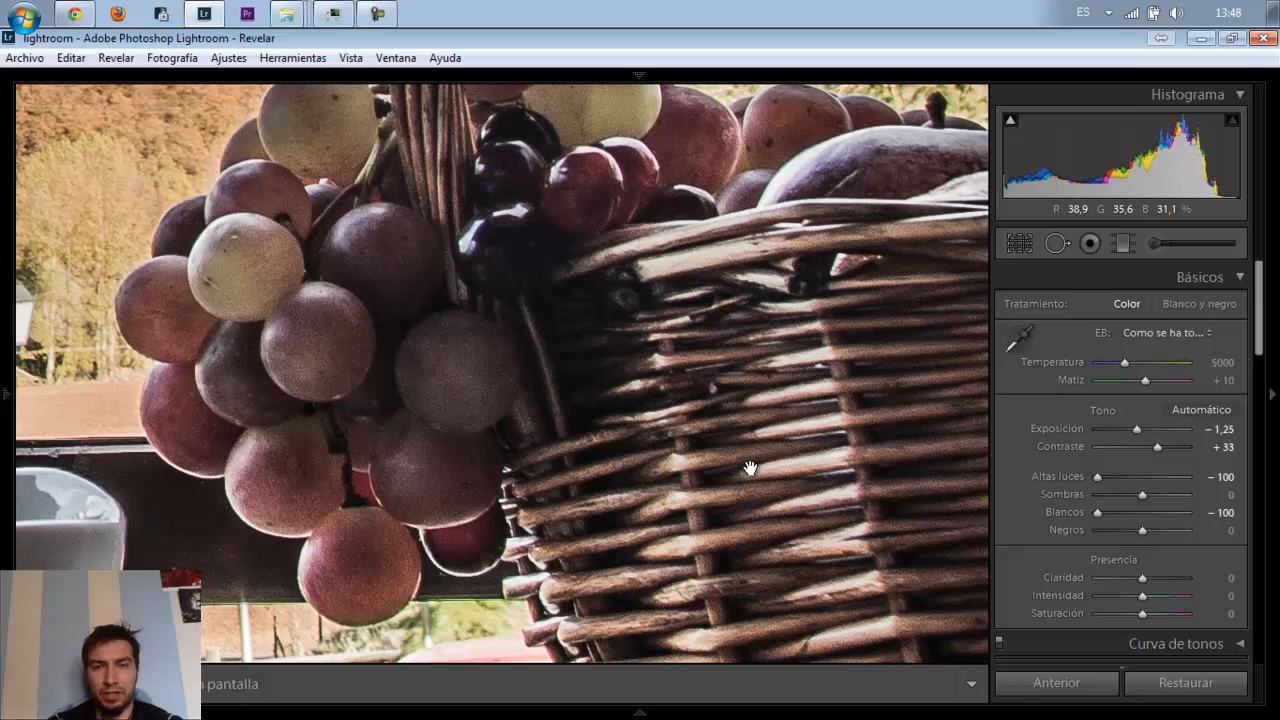 Lr
Pr
ES
13:48
Lr
lightroom - Adobe Photoshop Lightroom - Revelar
Archivo Editar Revelar Fotografía Ajustes Herramientas Vista Ventana Ayuda
Histograma
R 38,9 G 35,6 B 31,1 %
Básicos
Tratamiento: Color Blanco y negro
EB: Como se ha to...
Temperatura 5000
Matiz + 10
Tono Automático
Exposición − 1,25
Contraste + 33
Altas luces − 100
Sombras 0
Blancos − 100
Negros 0
Presencia
Claridad 0
Intensidad 0
Saturación 0
Curva de tonos
pantalla
Anterior Restaurar